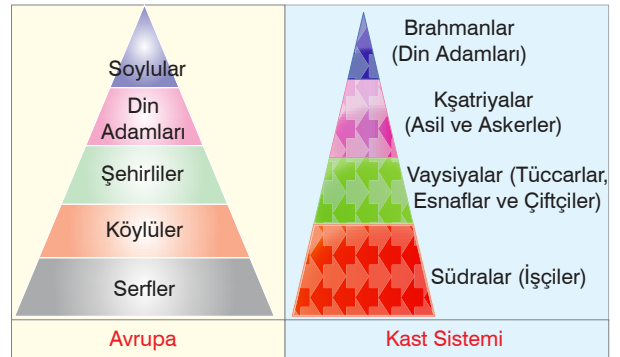 Soylular
Din
Adamları
Şehirliler
Köylüler
Serfler
Avrupa
Brahmanlar
(Din Adamları)
Kşatriyalar
(Asil ve Askerler)
Vaysiyalar (Tüccarlar,
Esnaflar ve Çiftçiler)
Südralar (İşçiler)
Kast Sistemi